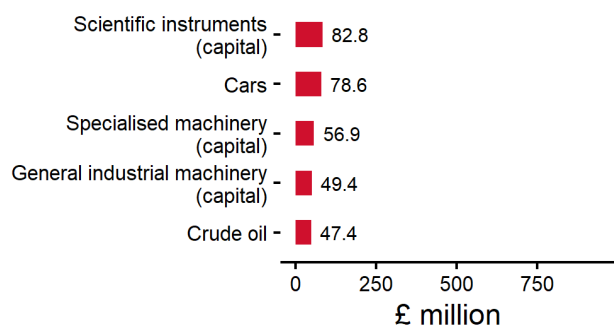 Scientific instruments
(capital)
82.8
Cars
78.6
Specialised machinery
(capital)
56.9
General industrial machinery
(capital)
49.4
Crude oil
47.4
0 250 500 750
£ million